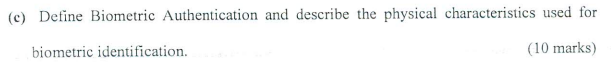 (c) Define Biometric Authentication and describe the physical characteristics used for
biometric identification. (10 marks)